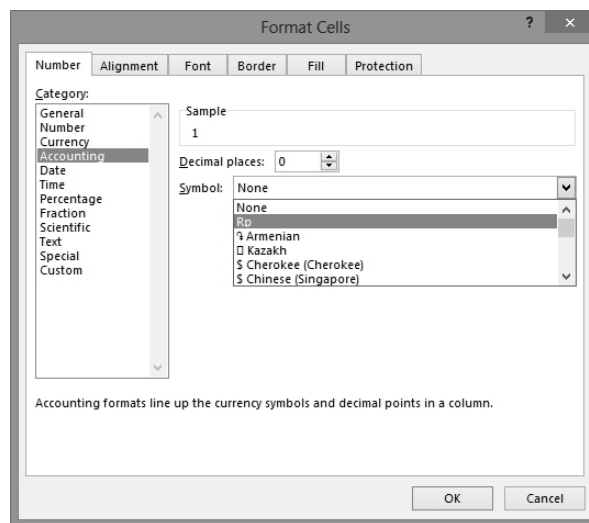 Format Cells
?
×
Number Alignment Font Border Fill Protection
Category:
General
Number
Currency
Accounting
Date
Time
Percentage
Fraction
Scientific
Text
Special
Custom
Sample
1
Decimal places: 0
Symbol: None
None
Rp
Armenian
Kazakh
$ Cherokee (Cherokee)
$ Chinese (Singapore)
Accounting formats line up the currency symbols and decimal points in a column.
OK Cancel